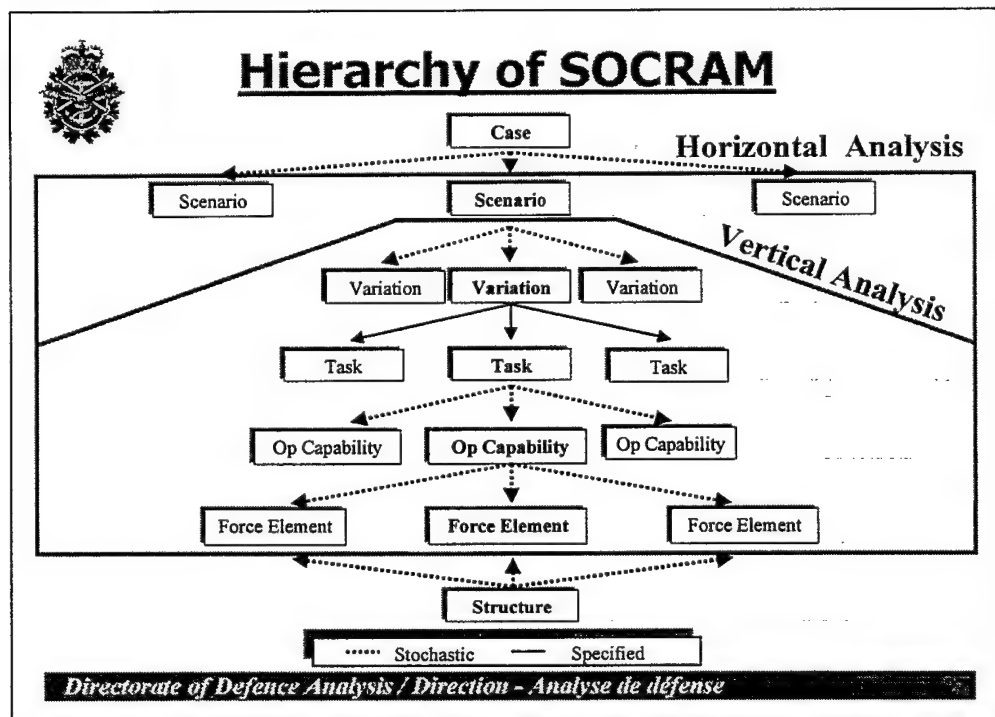 Hierarchy of SOCRAM
Case
Horizontal Analysis
Scenario Scenario Scenario
Vertical Analysis
Variation Variation Variation
Task Task Task
Op Capability Op Capability Op Capability
Force Element Force Element Force Element
Structure
Stochastic Specified
Directorate of Defence Analysis / Direction - Analyse de défense